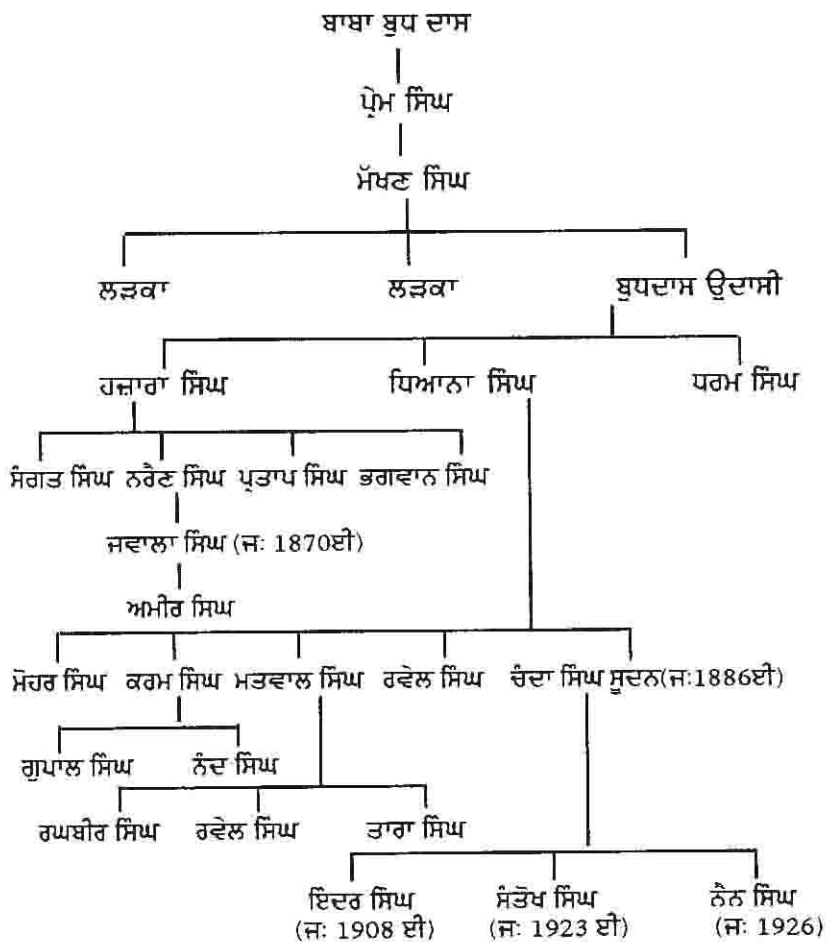 ਬਾਬਾ ਬੁਧ ਦਾਸ
ਪ੍ਰੇਮ ਸਿੰਘ
ਮੱਖਣ ਸਿੰਘ
ਲੜਕਾ ਲੜਕਾ ਬੁਧਦਾਸ ਉਦਾਸੀ
ਹਜ਼ਾਰਾ ਸਿੰਘ ਧਿਆਨਾ ਸਿੰਘ ਧਰਮ ਸਿੰਘ
ਸੰਗਤ ਸਿੰਘ ਨਰੈਣ ਸਿੰਘ ਪ੍ਰਤਾਪ ਸਿੰਘ ਭਗਵਾਨ ਸਿੰਘ
ਜਵਾਲਾ ਸਿੰਘ (ਜਃ 1870ਈ)
ਅਮੀਰ ਸਿਘ
ਮੋਹਰ ਸਿੰਘ ਕਰਮ ਸਿੰਘ ਮਤਵਾਲ ਸਿੰਘ ਰਵੇਲ ਸਿੰਘ ਚੰਦਾ ਸਿੰਘ ਸੂਦਨ(ਜਃ1886ਈ)
ਗੁਪਾਲ ਸਿੰਘ ਨੰਦ ਸਿੰਘ
ਰਘਬੀਰ ਸਿੰਘ ਰਵੇਲ ਸਿੰਘ ਤਾਰਾ ਸਿੰਘ
ਇੰਦਰ ਸਿੰਘ ਸੰਤੋਖ ਸਿੰਘ ਨੈਨ ਸਿੰਘ
(ਜਃ 1908 ਈ) (ਜਃ 1923 ਈ) (ਜਃ 1926)